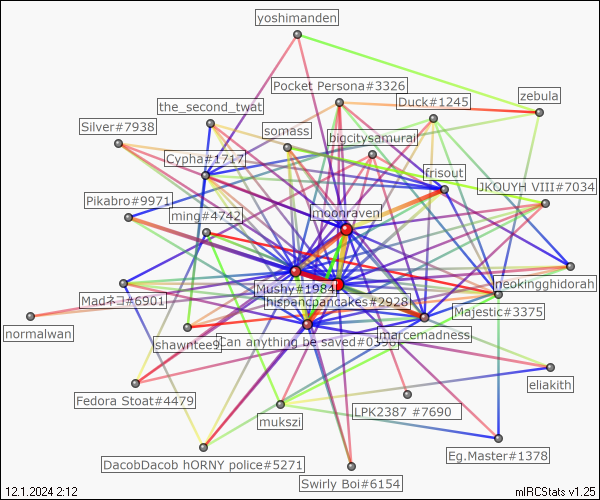 yoshimanden
Pocket Persona#3326
zebula
Duck#1245
the_second_twat
Silver#7938
somass
bigcitysamurai
Cypha#1717
frisout
JKOUYH VIII#7034
Pikabro#9971
moonraven
ming#4742
neokingghidorah
Mushy#1984
Madネコ#6901
hispancpancakes#2928
Majestic#3375
normalwan
marcemadness
shawntee9
Can anything be saved#0398
eliakith
Fedora Stoat#4479
LPK2387 #7690
mukszi
Eg.Master#1378
DacobDacob hORNY police#5271
Swirly Boi#6154
12.1.2024 2:12
mIRCStats v1.25